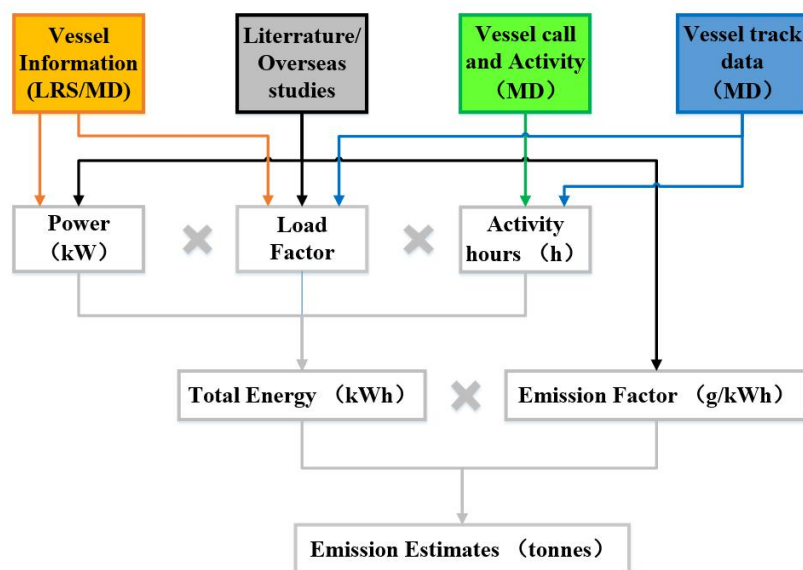 Vessel
Information
(LRS/MD)
Literrature/
Overseas
studies
Vessel call
and Activity
（MD）
Vessel track
data
（MD）
Power
（kW）
Load
Factor
Activity
hours （h）
Total Energy （kWh）
Emission Factor （g/kWh）
Emission Estimates （tonnes）